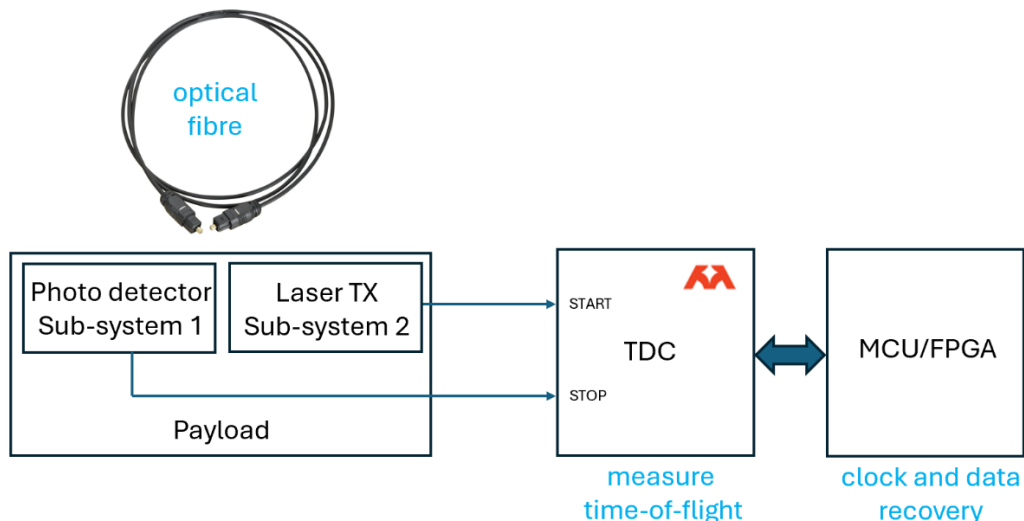 optical
fibre
Photo detector
Sub-system 1
Laser TX
Sub-system 2
Payload
START
TDC
STOP
measure
time-of-flight
MCU/FPGA
clock and data
recovery